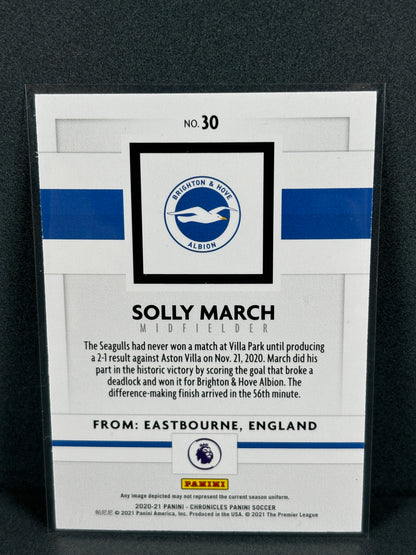 NO. 30
BRIGHTON & HOVE
ALBION
SOLLY MARCH
MIDFIELDER
The Seagulls had never won a match at Villa Park until producing
a 2-1 result against Aston Villa on Nov. 21, 2020. March did his
part in the historic victory by scoring the goal that broke a
deadlock and won it for Brighton & Hove Albion. The
difference-making finish arrived in the 56th minute.
FROM: EASTBOURNE, ENGLAND
PANINI
Any image depicted may not represent the current season uniform.
2020-21 PANINI - CHRONICLES PANINI SOCCER
帕尼尼 © 2021 Panini America, Inc. Produced in the USA. © 2021 The Premier League